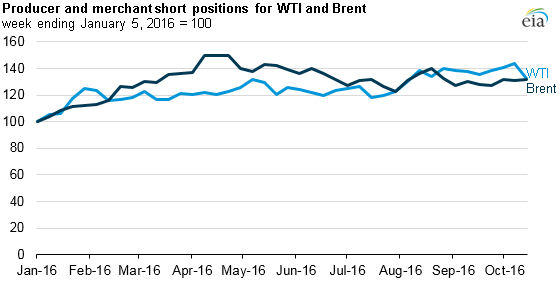 Producer and merchant short positions for WTI and Brent
week ending January 5, 2016 = 100
eia
160
140
120
100
80
60
40
20
0
WTI
Brent
Jan-16 Feb-16 Mar-16 Apr-16 May-16 Jun-16 Jul-16 Aug-16 Sep-16 Oct-16